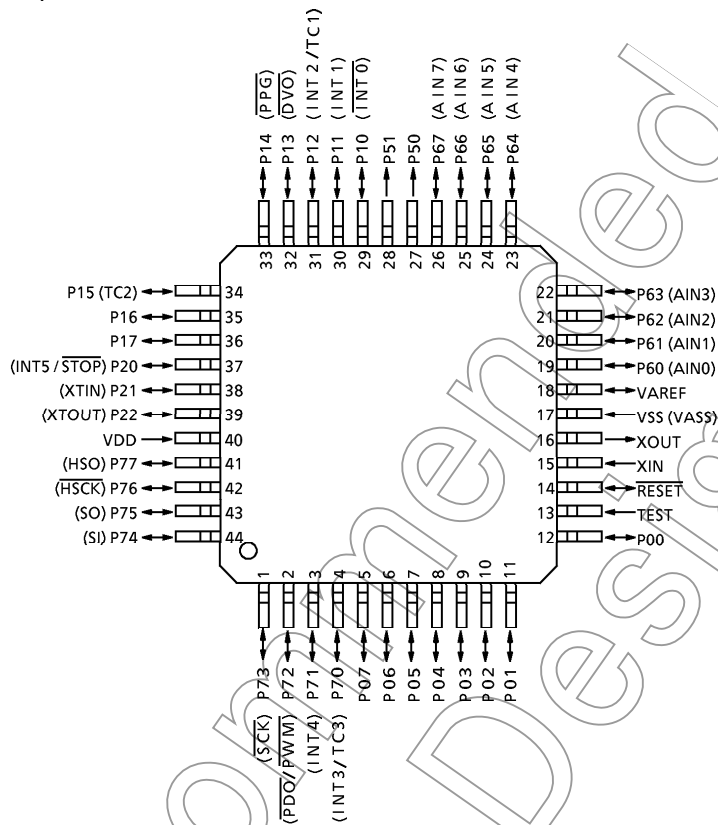 P14 (PPG)
P13 (DVO)
P12 (INT2/TC1)
P11 (INT1)
P10 (INT0)
P51
P50
P67 (AIN7)
P66 (AIN6)
P65 (AIN5)
P64 (AIN4)
33 32 31 30 29 28 27 26 25 24 23
P15 (TC2) 34
P16 35
P17 36
(INT5/STOP) P20 37
(XTIN) P21 38
(XTOUT) P22 39
VDD 40
(HSO) P77 41
(HSCK) P76 42
(SO) P75 43
(SI) P74 44
22 P63 (AIN3)
21 P62 (AIN2)
20 P61 (AIN1)
19 P60 (AIN0)
18 VAREF
17 VSS (VASS)
16 XOUT
15 XIN
14 RESET
13 TEST
12 P00
1 2 3 4 5 6 7 8 9 10 11
P73 (SCK)
P72 (PDO/PWM)
P71 (INT4)
P70 (INT3/TC3)
P07
P06
P05
P04
P03
P02
P01
ommended
Desig